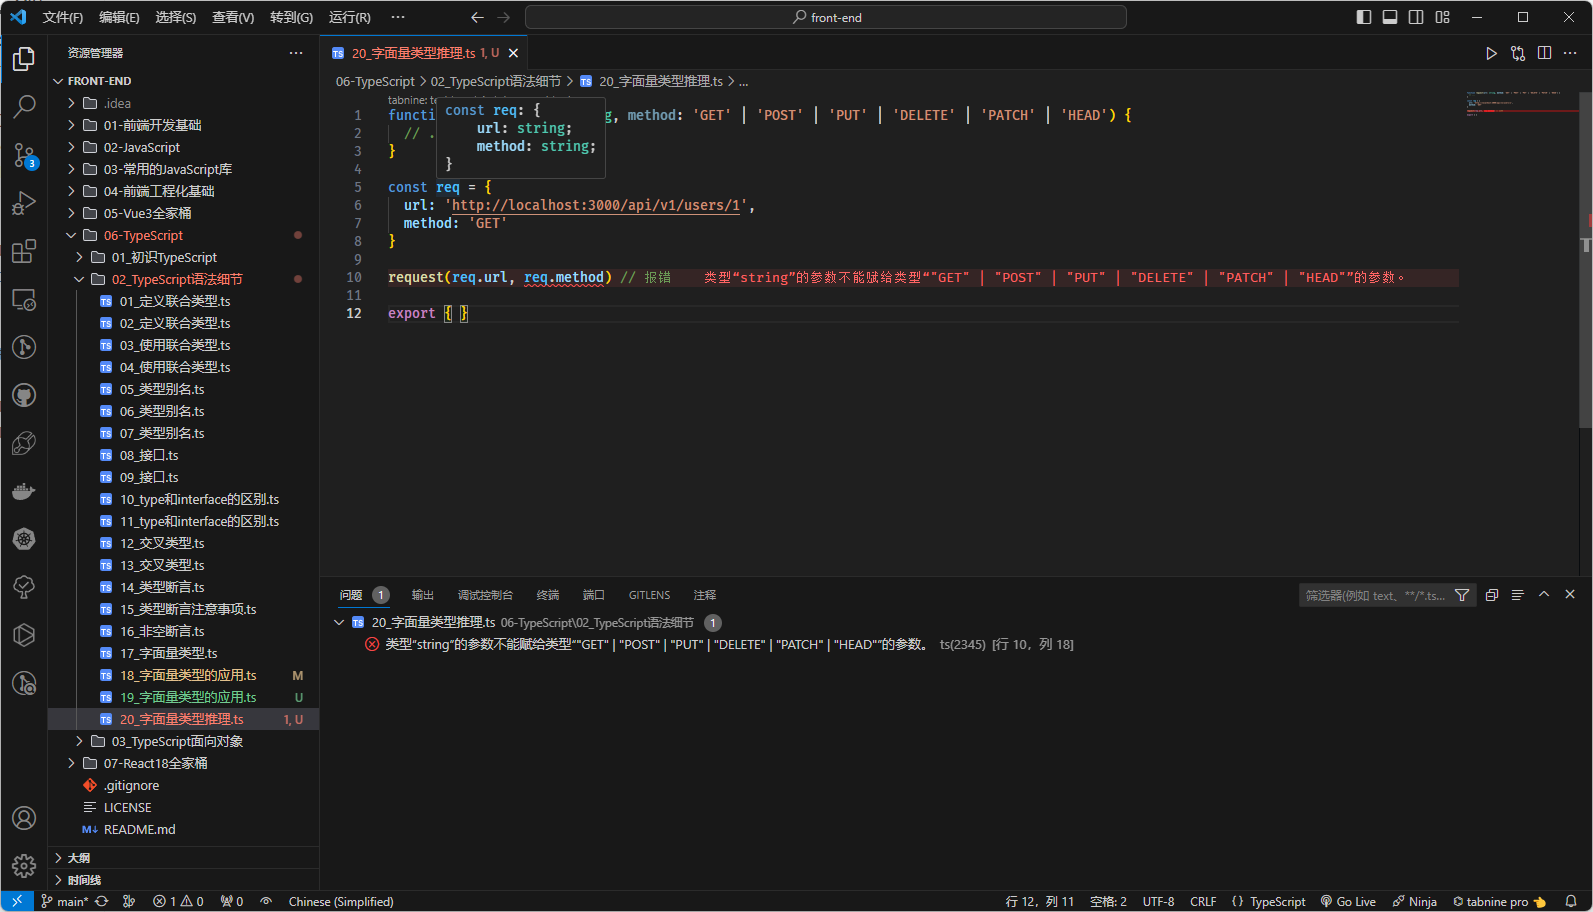 文件(F) 编辑(E) 选择(S) 查看(V) 转到(G) 运行(R) ··· front-end
资源管理器 ···
FRONT-END
.idea
01-前端开发基础
02-JavaScript
03-常用的JavaScript库
04-前端工程化基础
05-Vue3全家桶
06-TypeScript
01_初识TypeScript
02_TypeScript语法细节
TS 01_定义联合类型.ts
TS 02_定义联合类型.ts
TS 03_使用联合类型.ts
TS 04_使用联合类型.ts
TS 05_类型别名.ts
TS 06_类型别名.ts
TS 07_类型别名.ts
TS 08_接口.ts
TS 09_接口.ts
TS 10_type和interface的区别.ts
TS 11_type和interface的区别.ts
TS 12_交叉类型.ts
TS 13_交叉类型.ts
TS 14_类型断言.ts
TS 15_类型断言注意事项.ts
TS 16_非空断言.ts
TS 17_字面量类型.ts
TS 18_字面量类型的应用.ts M
TS 19_字面量类型的应用.ts U
TS 20_字面量类型推理.ts 1, U
03_TypeScript面向对象
07-React18全家桶
.gitignore
LICENSE
M↓ README.md
大纲
时间线
3
TS 20_字面量类型推理.ts 1, U
06-TypeScript > 02_TypeScript语法细节 > TS 20_字面量类型推理.ts > ...
tabnine: te
const req: {
url: string;
method: string;
}
1 functi g, method: 'GET' | 'POST' | 'PUT' | 'DELETE' | 'PATCH' | 'HEAD') {
2 // .
3 }
4
5 const req = {
6 url: 'http://localhost:3000/api/v1/users/1',
7 method: 'GET'
8 }
9
10 request(req.url, req.method) // 报错 类型“string”的参数不能赋给类型“"GET" | "POST" | "PUT" | "DELETE" | "PATCH" | "HEAD"”的参数。
11
12 export { }
问题 1 输出 调试控制台 终端 端口 GITLENS 注释 筛选器(例如 text、**/*.ts...
TS 20_字面量类型推理.ts 06-TypeScript\02_TypeScript语法细节 1
类型“string”的参数不能赋给类型“"GET" | "POST" | "PUT" | "DELETE" | "PATCH" | "HEAD"”的参数。 ts(2345) [行 10，列 18]
main* 1 0 0 Chinese (Simplified) 行 12，列 11 空格: 2 UTF-8 CRLF { } TypeScript Go Live Ninja tabnine pro